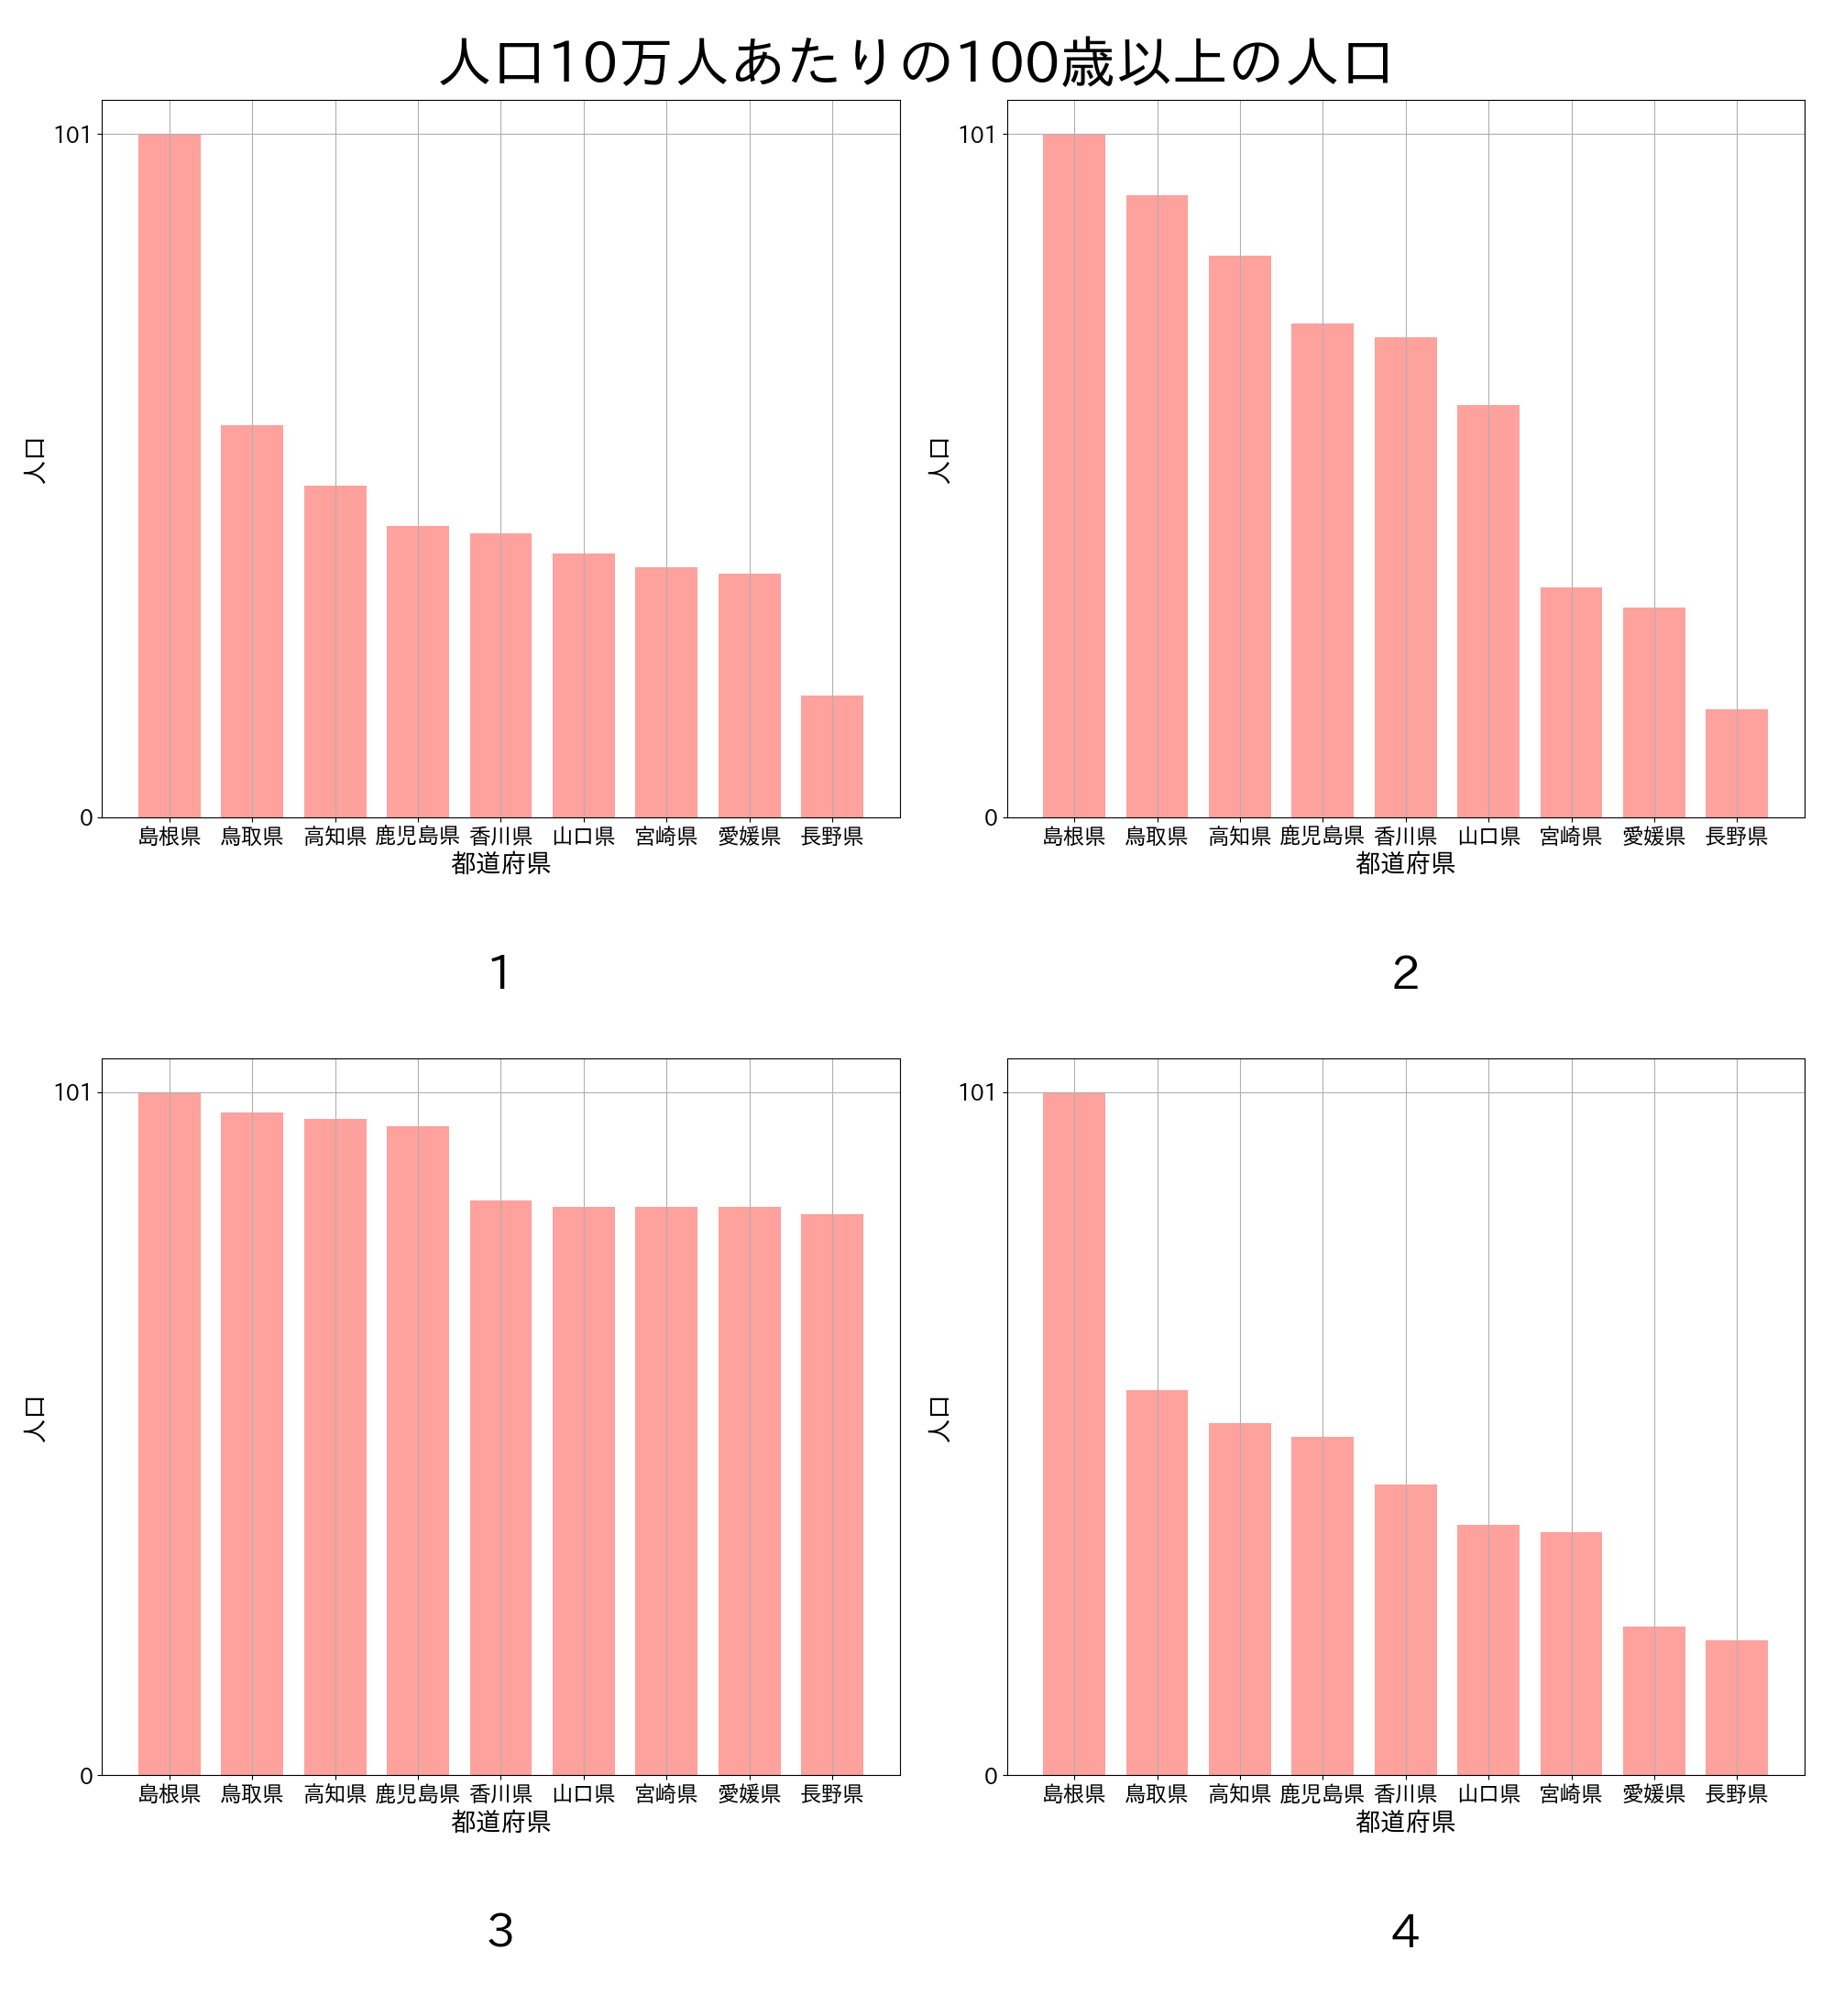 人口10万人あたりの100歳以上の人口
101
0
人口
島根県 鳥取県 高知県 鹿児島県 香川県 山口県 宮崎県 愛媛県 長野県
都道府県
1
101
0
人口
島根県 鳥取県 高知県 鹿児島県 香川県 山口県 宮崎県 愛媛県 長野県
都道府県
2
101
0
人口
島根県 鳥取県 高知県 鹿児島県 香川県 山口県 宮崎県 愛媛県 長野県
都道府県
3
101
0
人口
島根県 鳥取県 高知県 鹿児島県 香川県 山口県 宮崎県 愛媛県 長野県
都道府県
4